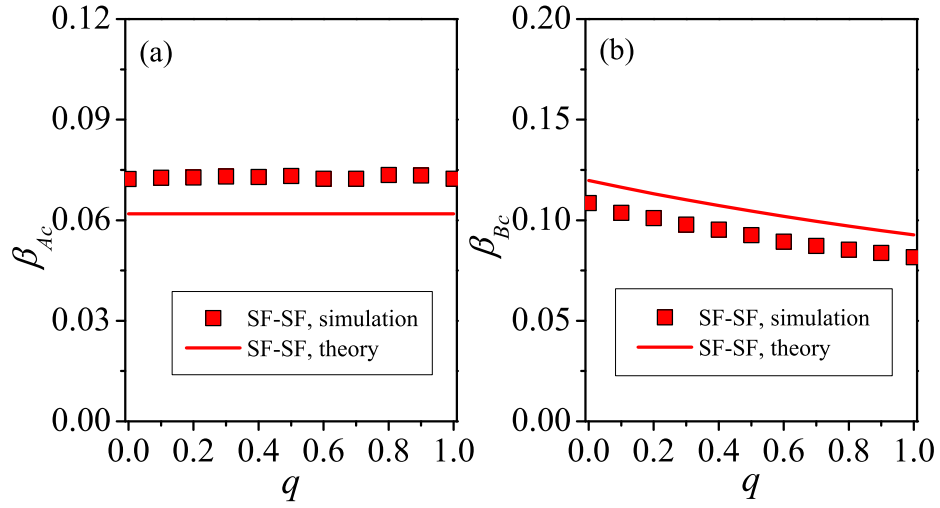 (a)
0.12
0.09
0.06
0.03
0.00
β_Ac
SF-SF, simulation
SF-SF, theory
0.0 0.2 0.4 0.6 0.8 1.0
q
(b)
0.20
0.15
0.10
0.05
0.00
β_Bc
SF-SF, simulation
SF-SF, theory
0.0 0.2 0.4 0.6 0.8 1.0
q